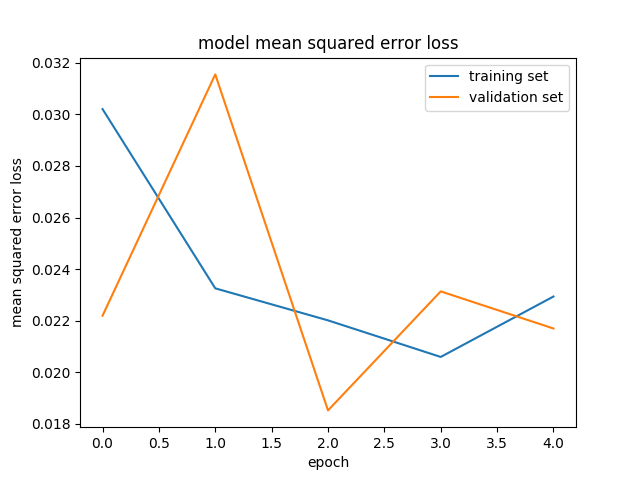 model mean squared error loss
training set
validation set
mean squared error loss
0.032
0.030
0.028
0.026
0.024
0.022
0.020
0.018
0.0 0.5 1.0 1.5 2.0 2.5 3.0 3.5 4.0
epoch